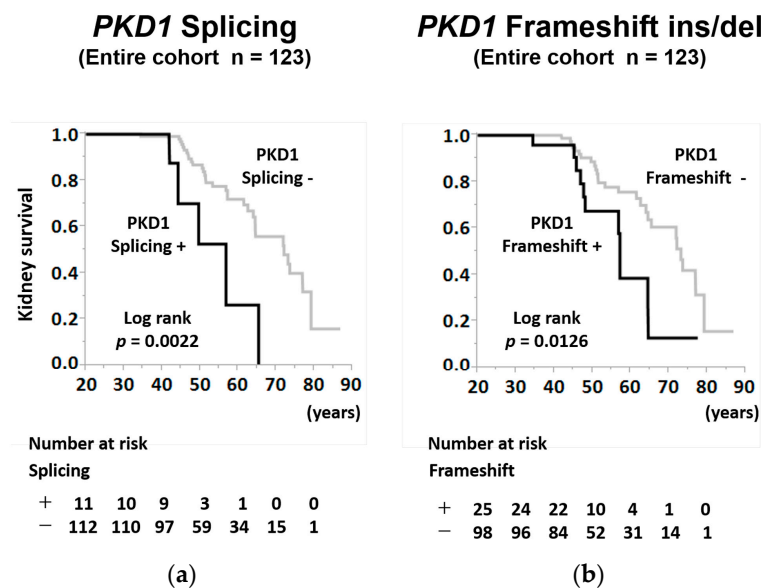 PKD1 Splicing
(Entire cohort n = 123)
Kidney survival
1.0
0.8
0.6
0.4
0.2
0.0
PKD1
Splicing -
PKD1
Splicing +
Log rank
p = 0.0022
20 30 40 50 60 70 80 90
(years)
Number at risk
Splicing
+ 11 10 9 3 1 0 0
− 112 110 97 59 34 15 1
(a)
PKD1 Frameshift ins/del
(Entire cohort n = 123)
1.0
0.8
0.6
0.4
0.2
0.0
PKD1
Frameshift -
PKD1
Frameshift +
Log rank
p = 0.0126
20 30 40 50 60 70 80 90
(years)
Number at risk
Frameshift
+ 25 24 22 10 4 1 0
− 98 96 84 52 31 14 1
(b)